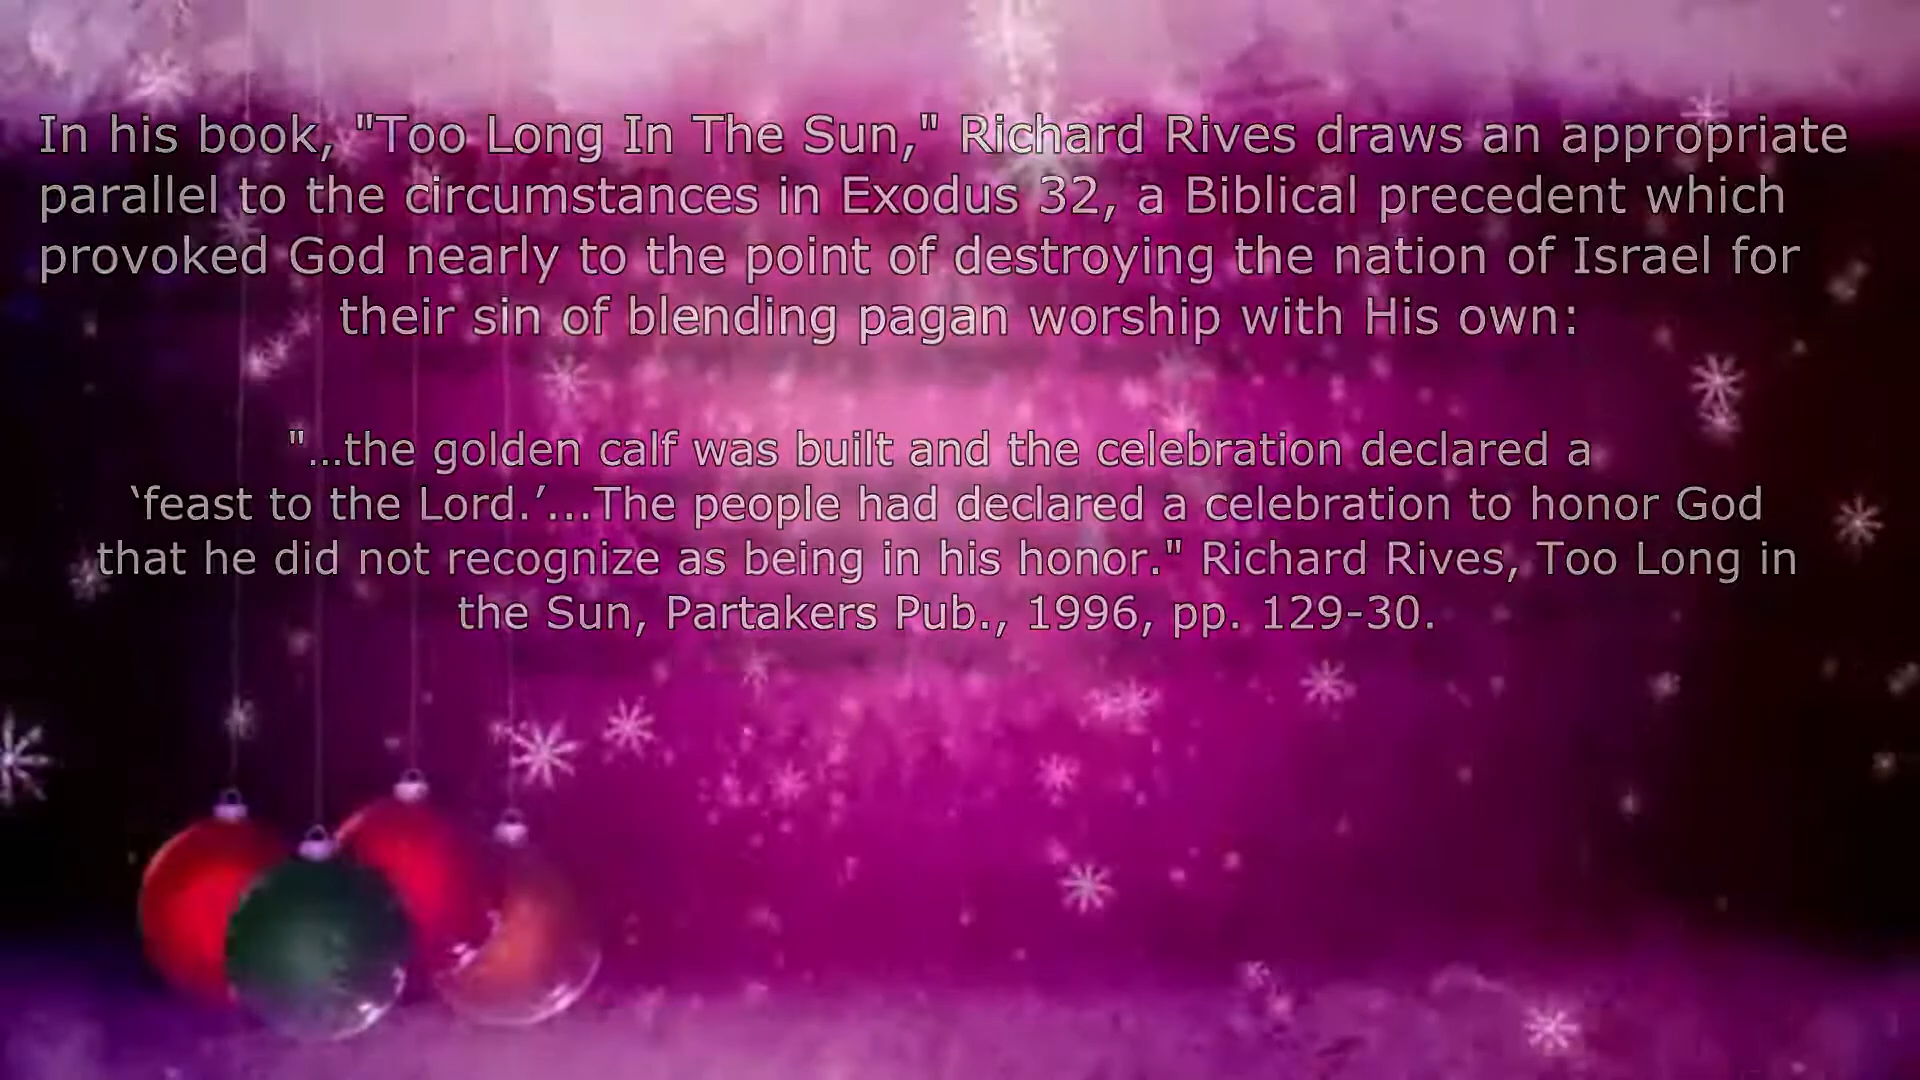 In his book, "Too Long In The Sun," Richard Rives draws an appropriate
parallel to the circumstances in Exodus 32, a Biblical precedent which
provoked God nearly to the point of destroying the nation of Israel for
their sin of blending pagan worship with His own:
"…the golden calf was built and the celebration declared a
‘feast to the Lord.’...The people had declared a celebration to honor God
that he did not recognize as being in his honor." Richard Rives, Too Long in
the Sun, Partakers Pub., 1996, pp. 129-30.